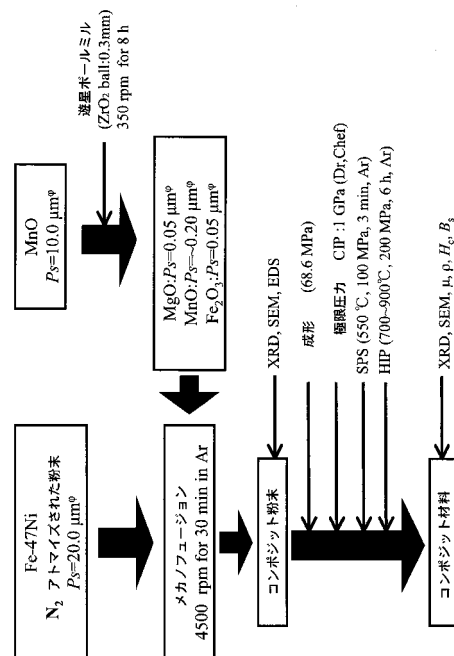 Fe-47Ni
N₂ アトマイズされた粉末
Ps=20.0 μmᵠ
MnO
Ps=10.0 μmᵠ
遊星ボールミル
(ZrO₂ ball:0.3mm)
350 rpm for 8 h
MgO:Ps=0.05 μmᵠ
MnO:Ps=~0.20 μmᵠ
Fe₂O₃:Ps=0.05 μmᵠ
メカノフュージョン
4500 rpm for 30 min in Ar
コンポジット粉末
XRD, SEM, EDS
成形 (68.6 MPa)
極限圧力 CIP :1 GPa (Dr,Chef)
SPS (550 ℃, 100 MPa, 3 min, Ar)
HIP (700~900℃, 200 MPa, 6 h, Ar)
コンポジット材料
XRD, SEM, μ, ρ, Hc, Bs